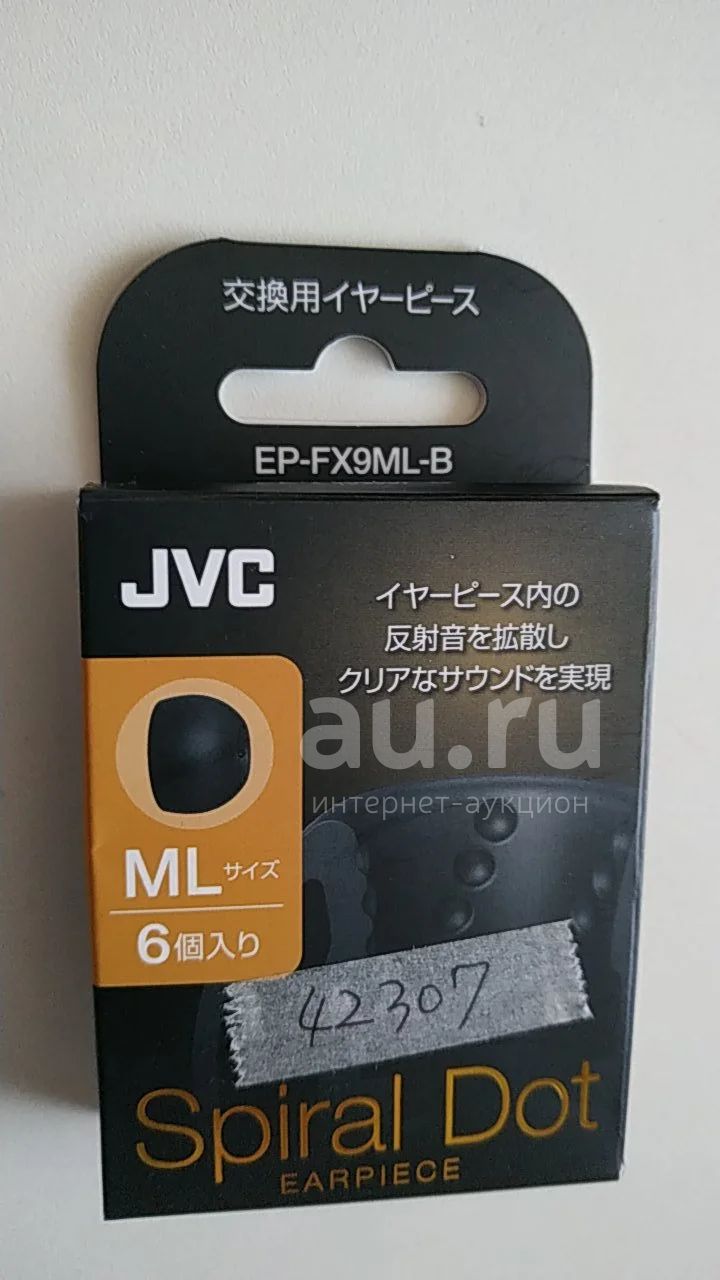 交換用イヤーピース
EP-FX9ML-B
JVC
イヤーピース内の
反射音を拡散し
クリアなサウンドを実現
au.ru
интернет-аукцион
MLサイズ
6個入り
42307
Spiral Dot
EARPIECE